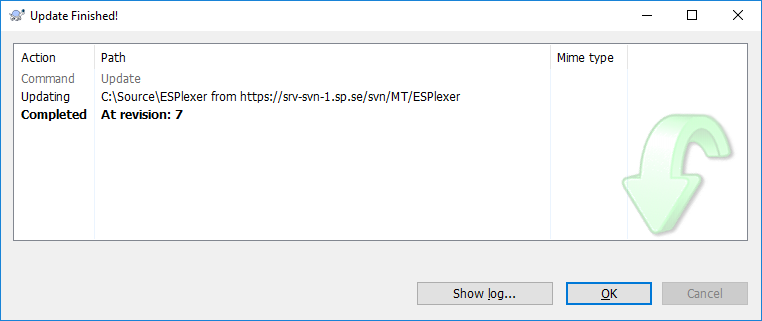 Update Finished!
Action Path Mime type
Command Update
Updating C:\Source\ESPlexer from https://srv-svn-1.sp.se/svn/MT/ESPlexer
Completed At revision: 7
Show log... OK Cancel